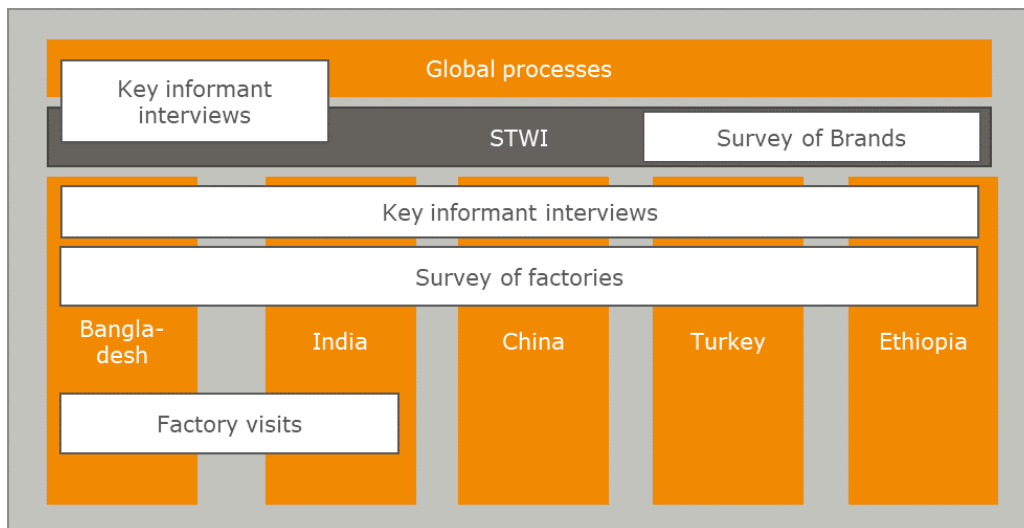 Global processes
Key informant
interviews
STWI
Survey of Brands
Key informant interviews
Survey of factories
Bangla-
desh
India
China
Turkey
Ethiopia
Factory visits